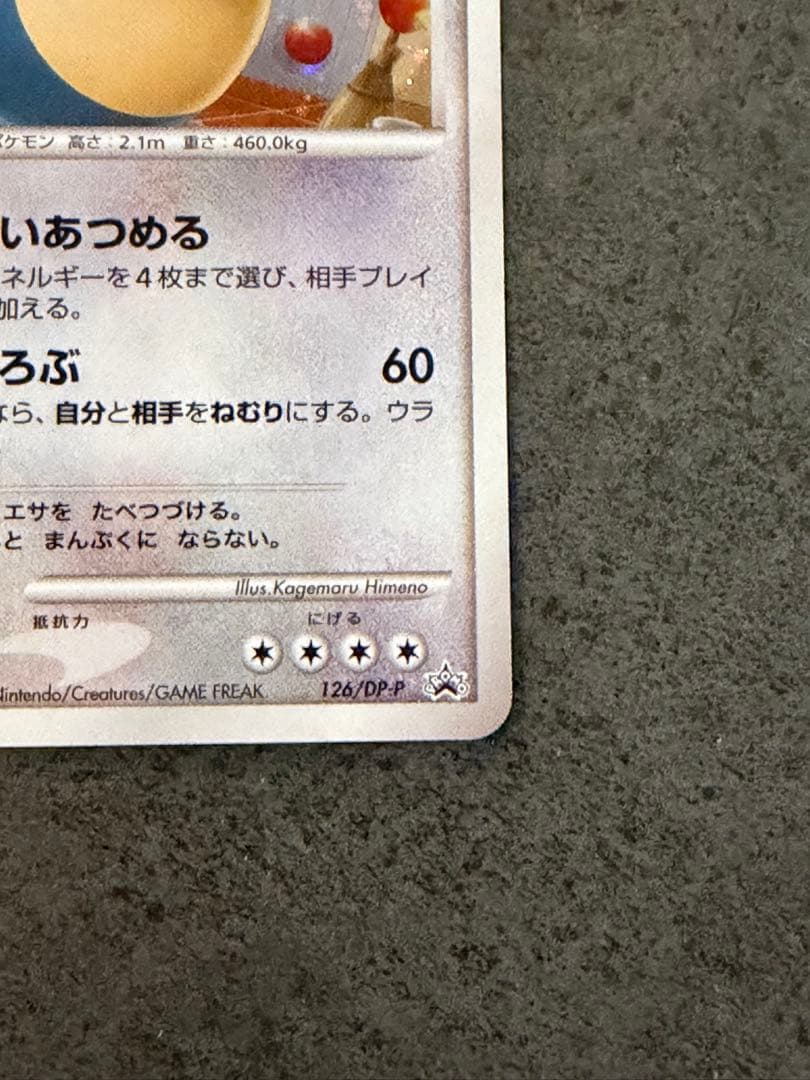 ケモン 高さ：2.1m 重さ：460.0kg
いあつめる
ネルギーを4枚まで選び、相手プレイ
加える。
ろぶ 60
なら、自分と相手をねむりにする。ウラ
エサを たべつづける。
と まんぷくに ならない。
Illus.Kagemaru Himeno
抵抗力 にげる
Nintendo/Creatures/GAME FREAK 126/DP-P